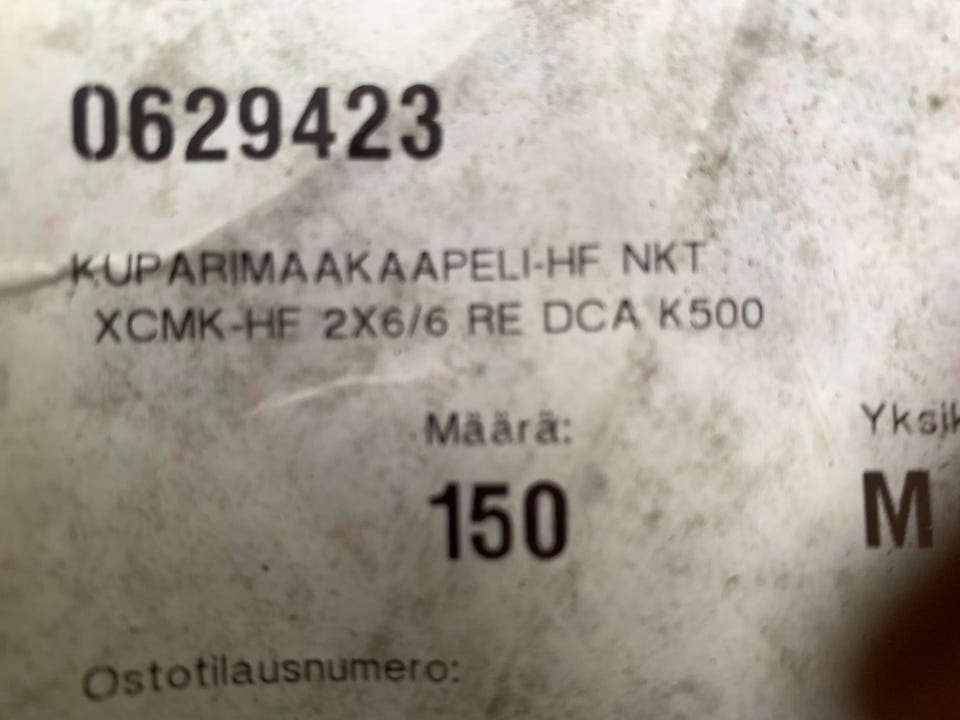 0629423
KUPARIMAAKAAPELI-HF NKT
XCMK-HF 2X6/6 RE DCA K500
Määrä:
150
M
Ostotilausnumero: